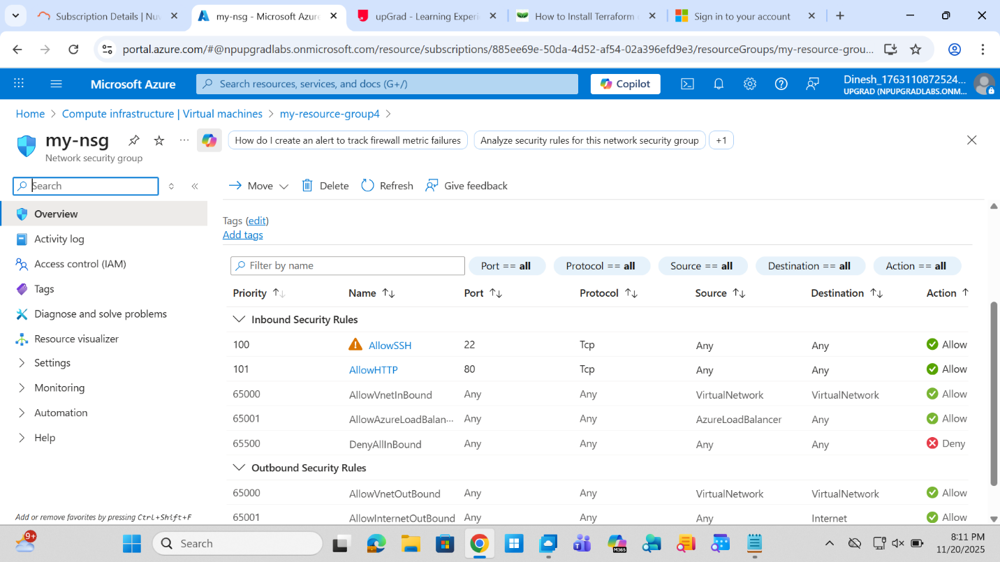 Subscription Details | Nuv
my-nsg - Microsoft Azure
upGrad - Learning Experi
How to Install Terraform
Sign in to your account
portal.azure.com/#@npupgradlabs.onmicrosoft.com/resource/subscriptions/885ee69e-50da-4d52-af54-02a396efd9e3/resourceGroups/my-resource-grou...
Microsoft Azure
Search resources, services, and docs (G+/)
Copilot
Dinesh_1763110872524...
UPGRAD (NPUPGRADLABS.ONM...
Home > Compute infrastructure | Virtual machines > my-resource-group4 >
my-nsg
Network security group
How do I create an alert to track firewall metric failures
Analyze security rules for this network security group
+1
Search
Move
Delete
Refresh
Give feedback
Overview
Activity log
Access control (IAM)
Tags
Diagnose and solve problems
Resource visualizer
Settings
Monitoring
Automation
Help
Add or remove favorites by pressing Ctrl+Shift+F
Tags (edit)
Add tags
Filter by name
Port == all
Protocol == all
Source == all
Destination == all
Action == all
Priority Name Port Protocol Source Destination Action
Inbound Security Rules
100 AllowSSH 22 Tcp Any Any Allow
101 AllowHTTP 80 Tcp Any Any Allow
65000 AllowVnetInBound Any Any VirtualNetwork VirtualNetwork Allow
65001 AllowAzureLoadBalan... Any Any AzureLoadBalancer Any Allow
65500 DenyAllInBound Any Any Any Any Deny
Outbound Security Rules
65000 AllowVnetOutBound Any Any VirtualNetwork VirtualNetwork Allow
65001 AllowInternetOutBound Any Any Any Internet Allow
9+
Search
M365
8:11 PM
11/20/2025